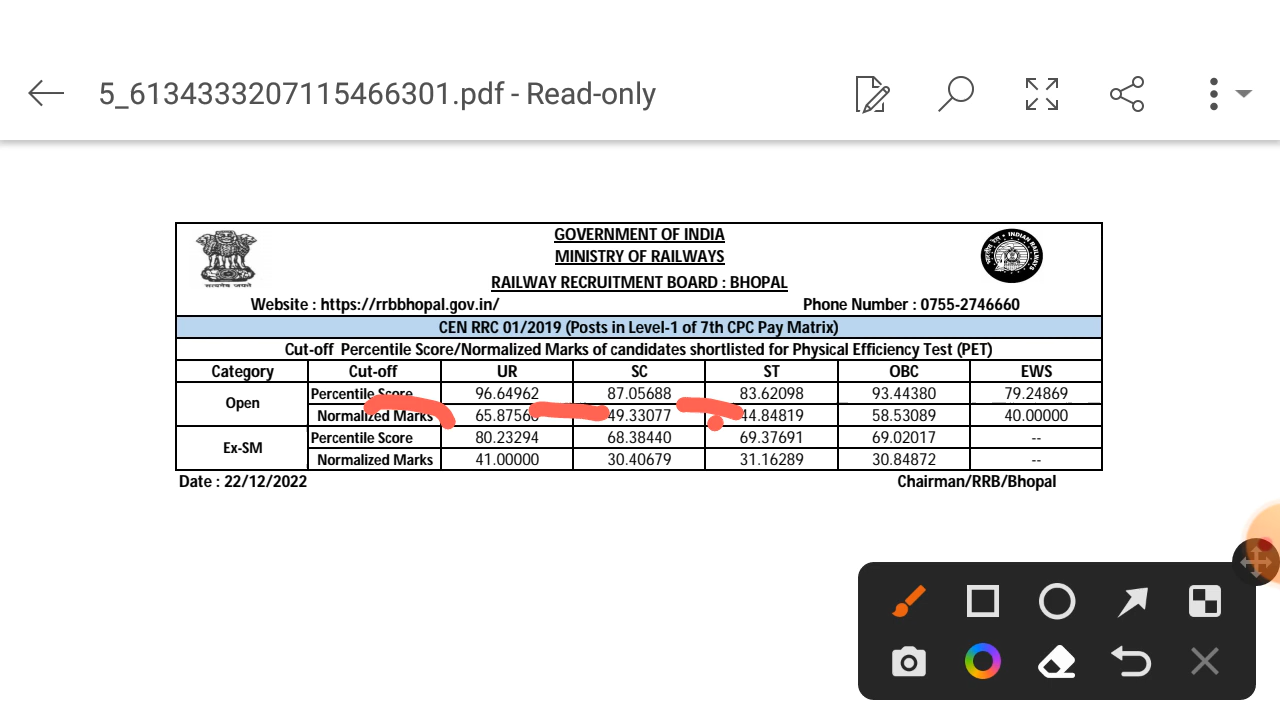 5_6134333207115466301.pdf - Read-only
GOVERNMENT OF INDIA
MINISTRY OF RAILWAYS
RAILWAY RECRUITMENT BOARD : BHOPAL
Website : https://rrbbhopal.gov.in/ Phone Number : 0755-2746660
CEN RRC 01/2019 (Posts in Level-1 of 7th CPC Pay Matrix)
Cut-off Percentile Score/Normalized Marks of candidates shortlisted for Physical Efficiency Test (PET)
Category Cut-off UR SC ST OBC EWS
Open Percentile Score 96.64962 87.05688 83.62098 93.44380 79.24869
Normalized Marks 65.87560 49.33077 44.84819 58.53089 40.00000
Ex-SM Percentile Score 80.23294 68.38440 69.37691 69.02017 --
Normalized Marks 41.00000 30.40679 31.16289 30.84872 --
Date : 22/12/2022 Chairman/RRB/Bhopal
सत्यमेव जयते
INDIAN RAILWAYS